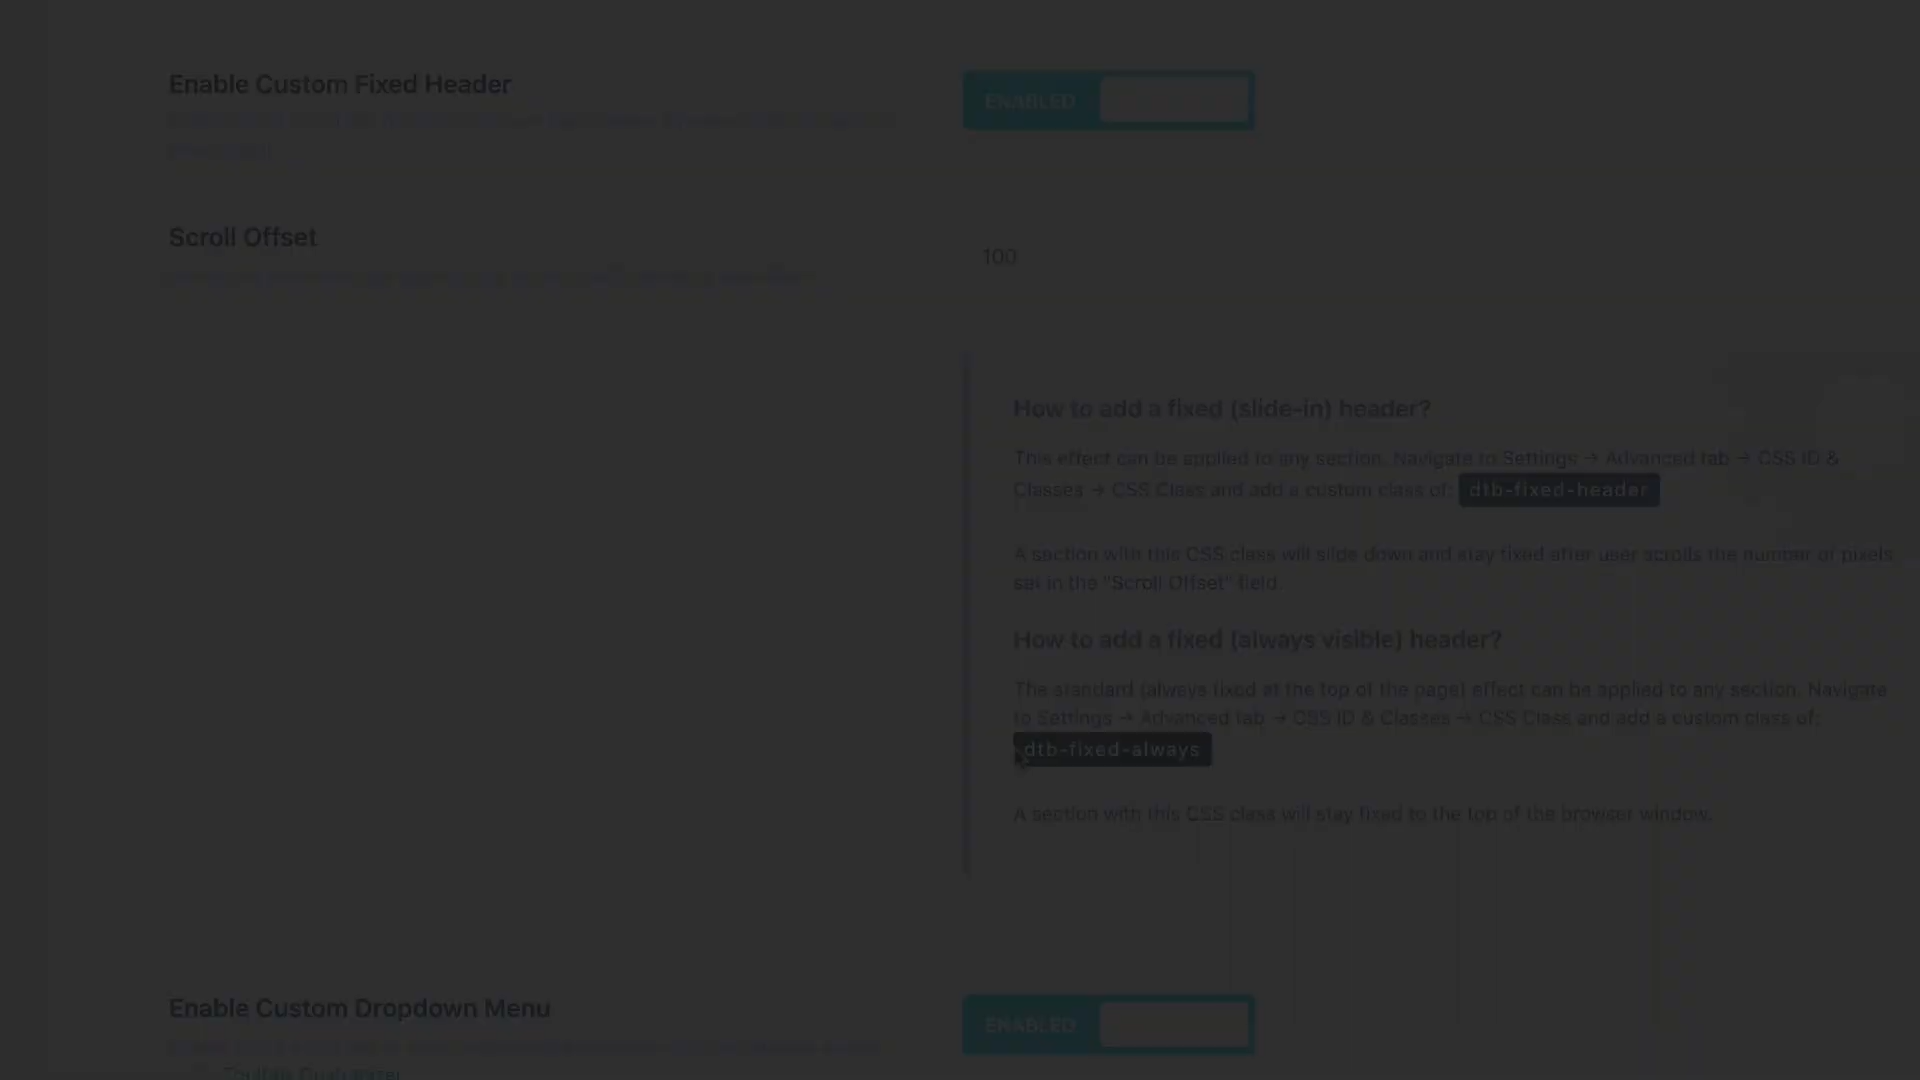 Enable Custom Fixed Header
ENABLED
Scroll Offset
100
How to add a fixed (slide-in) header?
This effect can be applied to any section. Navigate to Settings → Advanced tab → CSS ID &
Classes → CSS Class and add a custom class of: dtb-fixed-header
A section with this CSS class will slide down and stay fixed after user scrolls the number of pixels
set in the "Scroll Offset" field.
How to add a fixed (always visible) header?
The standard (always fixed at the top of the page) effect can be applied to any section. Navigate
to Settings → Advanced tab → CSS ID & Classes → CSS Class and add a custom class of:
dtb-fixed-always
A section with this CSS class will stay fixed to the top of the browser window.
Enable Custom Dropdown Menu
ENABLED